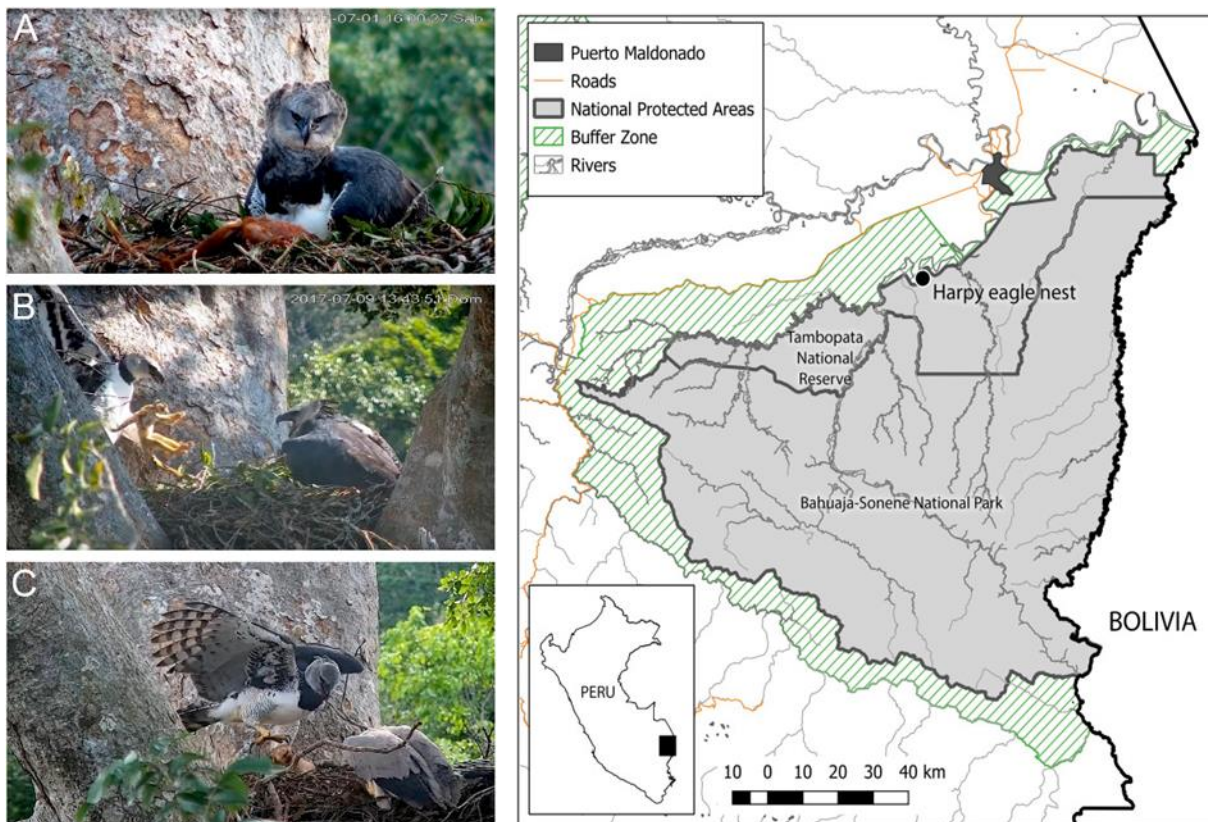 A
2017-07-01 16:00:27 Sab
B
2017-07-09 13:43:51 Dom
C
Puerto Maldonado
Roads
National Protected Areas
Buffer Zone
Rivers
Harpy eagle nest
Tambopata
National
Reserve
Bahuaja-Sonene National Park
BOLIVIA
PERU
10 0 10 20 30 40 km